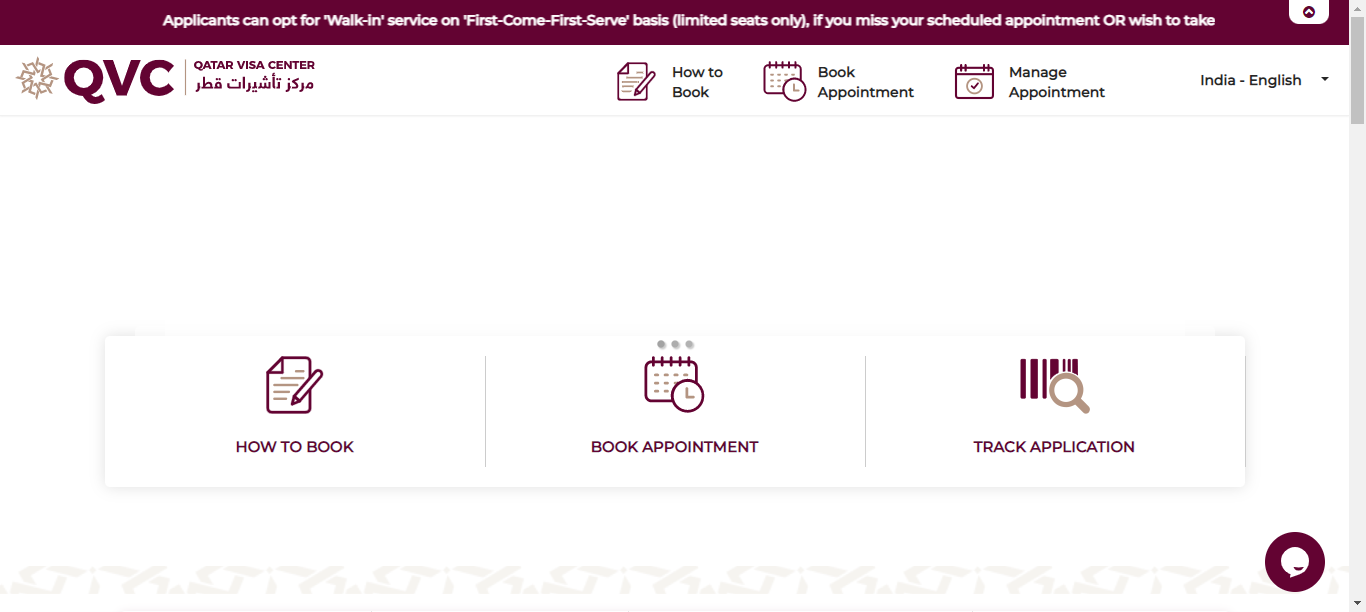 Applicants can opt for 'Walk-in' service on 'First-Come-First-Serve' basis (limited seats only), if you miss your scheduled appointment OR wish to take
QVC
QATAR VISA CENTER
مركز تأشيرات قطر
How to
Book
Book
Appointment
Manage
Appointment
India - English
HOW TO BOOK
BOOK APPOINTMENT
TRACK APPLICATION